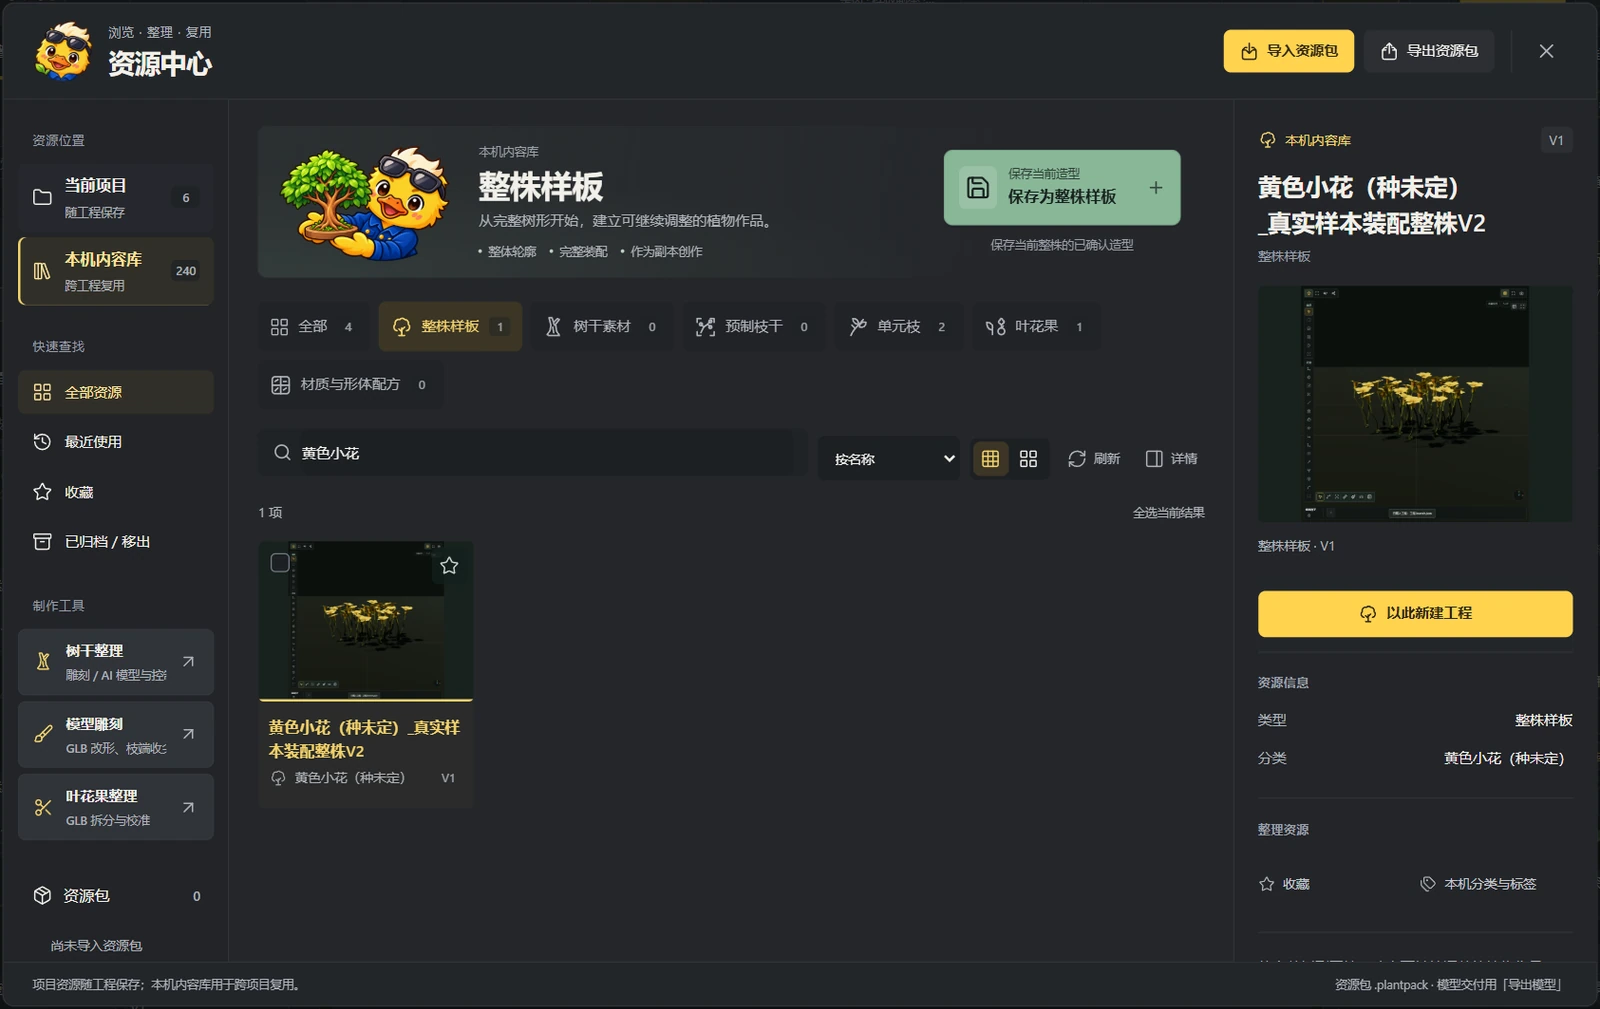 浏览 · 整理 · 复用
资源中心
导入资源包
导出资源包
资源位置
当前项目
随工程保存
6
本机内容库
跨工程复用
240
快速查找
全部资源
最近使用
收藏
已归档 / 移出
制作工具
树干整理
雕刻 / AI 模型与控
模型雕刻
GLB 改形、枝端收
叶花果整理
GLB 拆分与校准
资源包
0
尚未导入资源包
本机内容库
整株样板
从完整树形开始，建立可继续调整的植物作品。
• 整体轮廓 • 完整装配 • 作为副本创作
保存当前造型
保存为整株样板
保存当前整株的已确认造型
全部 4
整株样板 1
树干素材 0
预制枝干 0
单元枝 2
叶花果 1
材质与形体配方 0
黄色小花
按名称
刷新
详情
1 项
全选当前结果
黄色小花（种未定）_真实样
本装配整株V2
黄色小花（种未定）
V1
本机内容库
V1
黄色小花（种未定）
_真实样本装配整株V2
整株样板
整株样板 · V1
以此新建工程
资源信息
类型 整株样板
分类 黄色小花（种未定）
整理资源
收藏
本机分类与标签
项目资源随工程保存；本机内容库用于跨项目复用。
资源包 .plantpack · 模型交付用「导出模型」